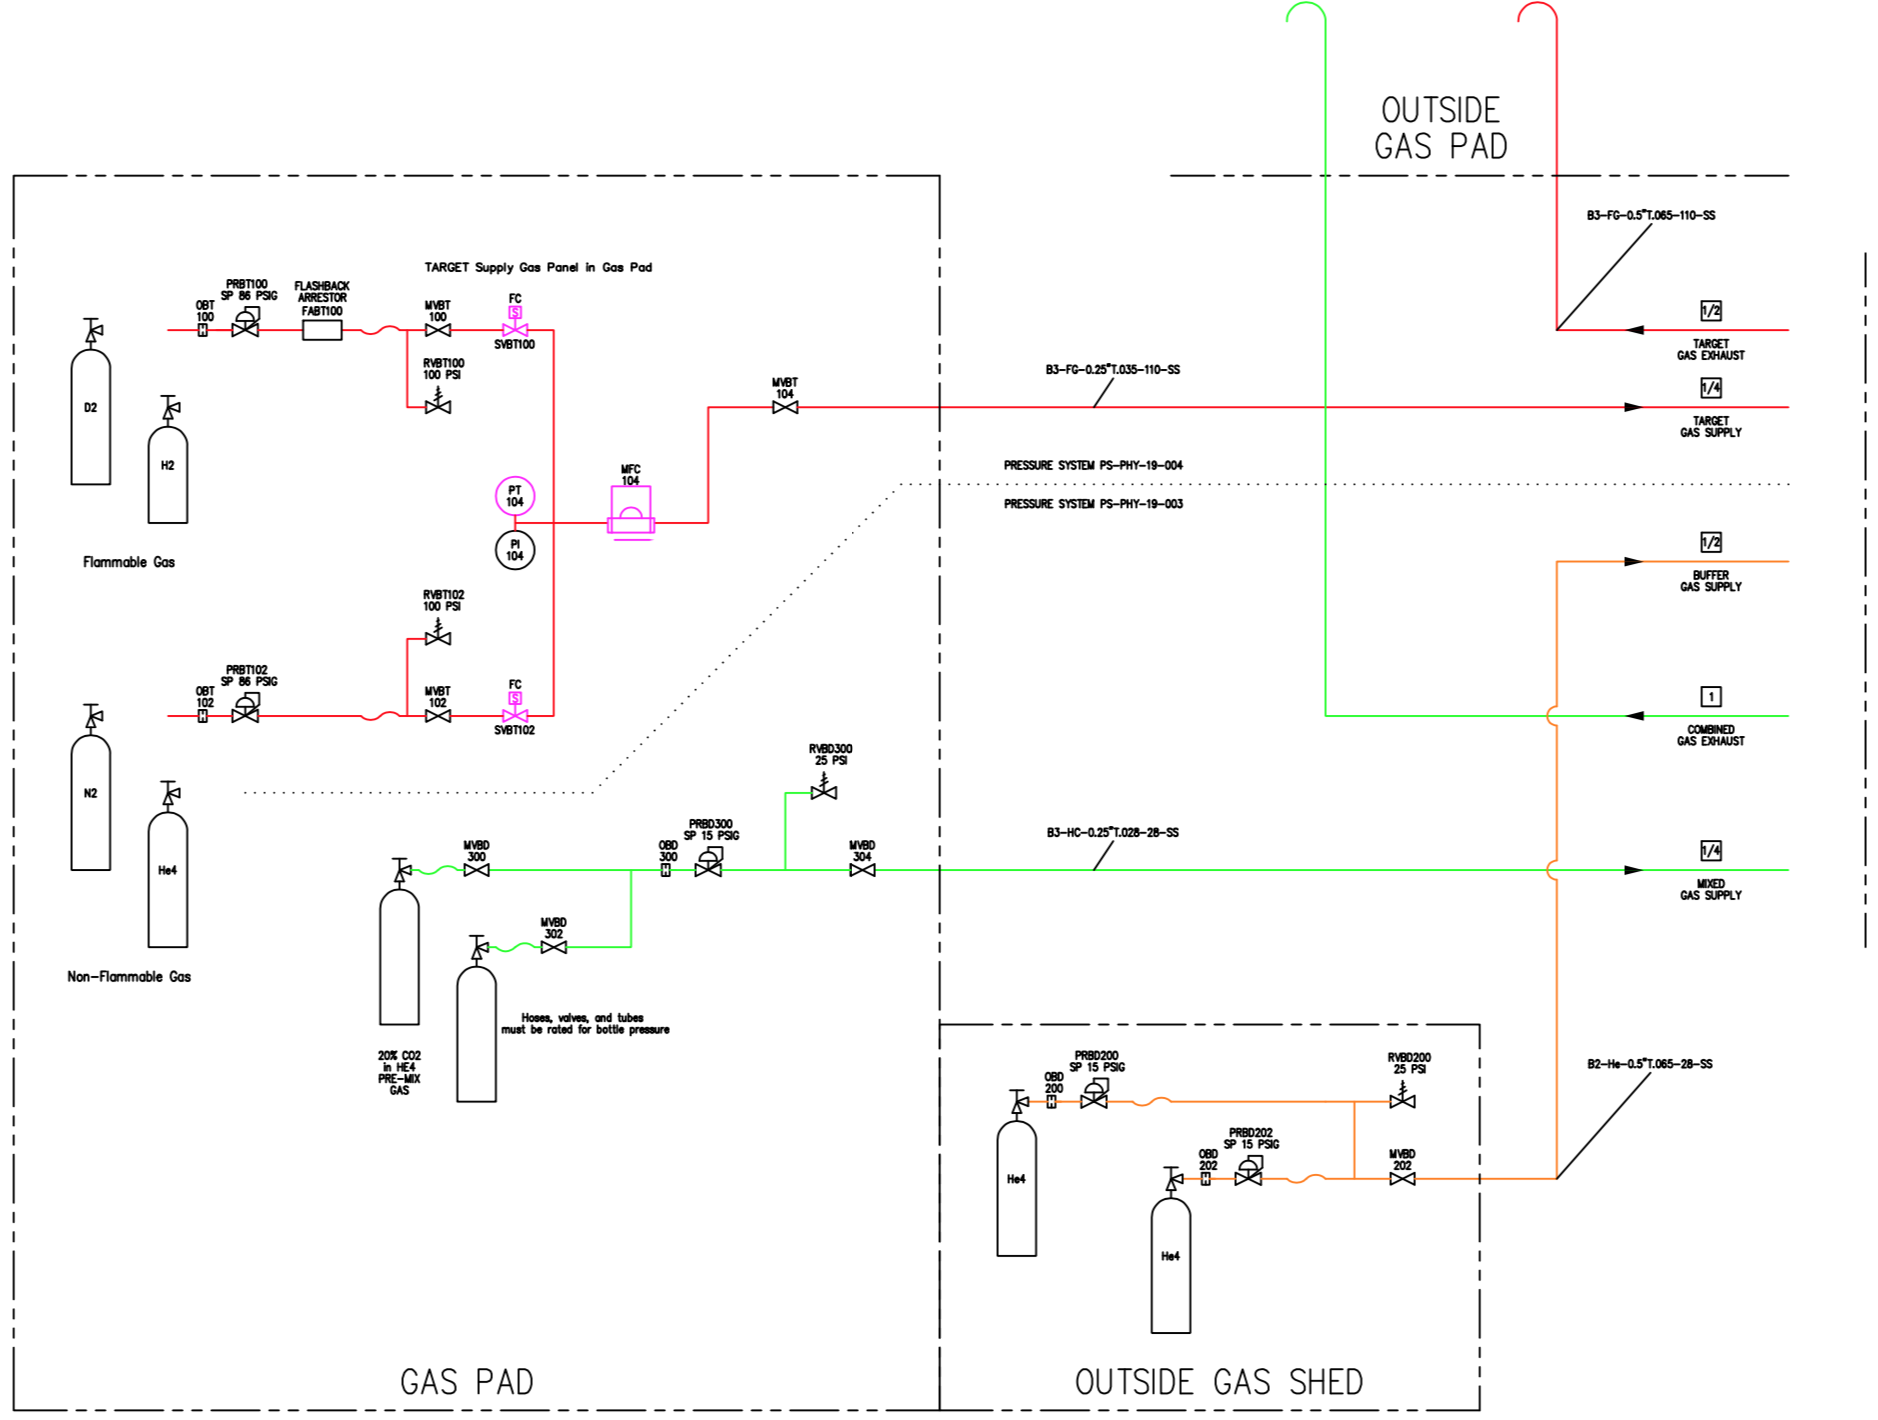 OUTSIDE
GAS PAD
B3-FG-0.5"T.065-110-SS
TARGET Supply Gas Panel in Gas Pad
PRBT100
SP 86 PSIG
FLASHBACK
ARRESTOR
FABT100
OBT
100
MVBT
100
FC
S
SVBT100
RVBT100
100 PSI
D2
H2
Flammable Gas
1/2
TARGET
GAS EXHAUST
B3-FG-0.25"T.035-110-SS
MVBT
104
1/4
TARGET
GAS SUPPLY
MFC
104
PT
104
PI
104
PRESSURE SYSTEM PS-PHY-19-004
PRESSURE SYSTEM PS-PHY-19-003
1/2
BUFFER
GAS SUPPLY
RVBT102
100 PSI
PRBT102
SP 86 PSIG
OBT
102
MVBT
102
FC
S
SVBT102
N2
He4
Non-Flammable Gas
1
COMBINED
GAS EXHAUST
RVBD300
25 PSI
MVBD
300
OBD
300
PRBD300
SP 15 PSIG
MVBD
304
B3-HC-0.25"T.028-28-SS
1/4
MIXED
GAS SUPPLY
MVBD
302
Hoses, valves, and tubes
must be rated for bottle pressure
20% CO2
in HE4
PRE-MIX
GAS
OBD
200
PRBD200
SP 15 PSIG
RVBD200
25 PSI
B2-He-0.5"T.065-28-SS
He4
OBD
202
PRBD202
SP 15 PSIG
MVBD
202
He4
GAS PAD
OUTSIDE GAS SHED